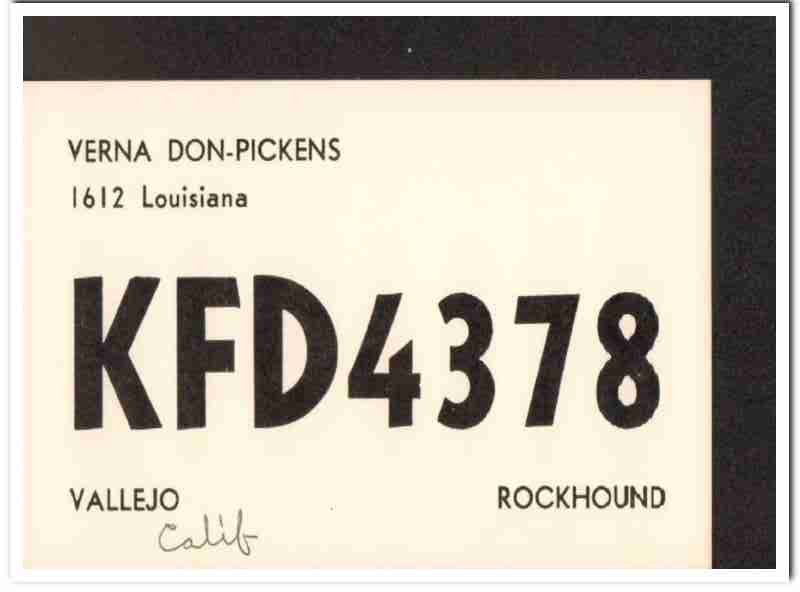 VERNA DON-PICKENS
1612 Louisiana
KFD4378
VALLEJO ROCKHOUND
Calif